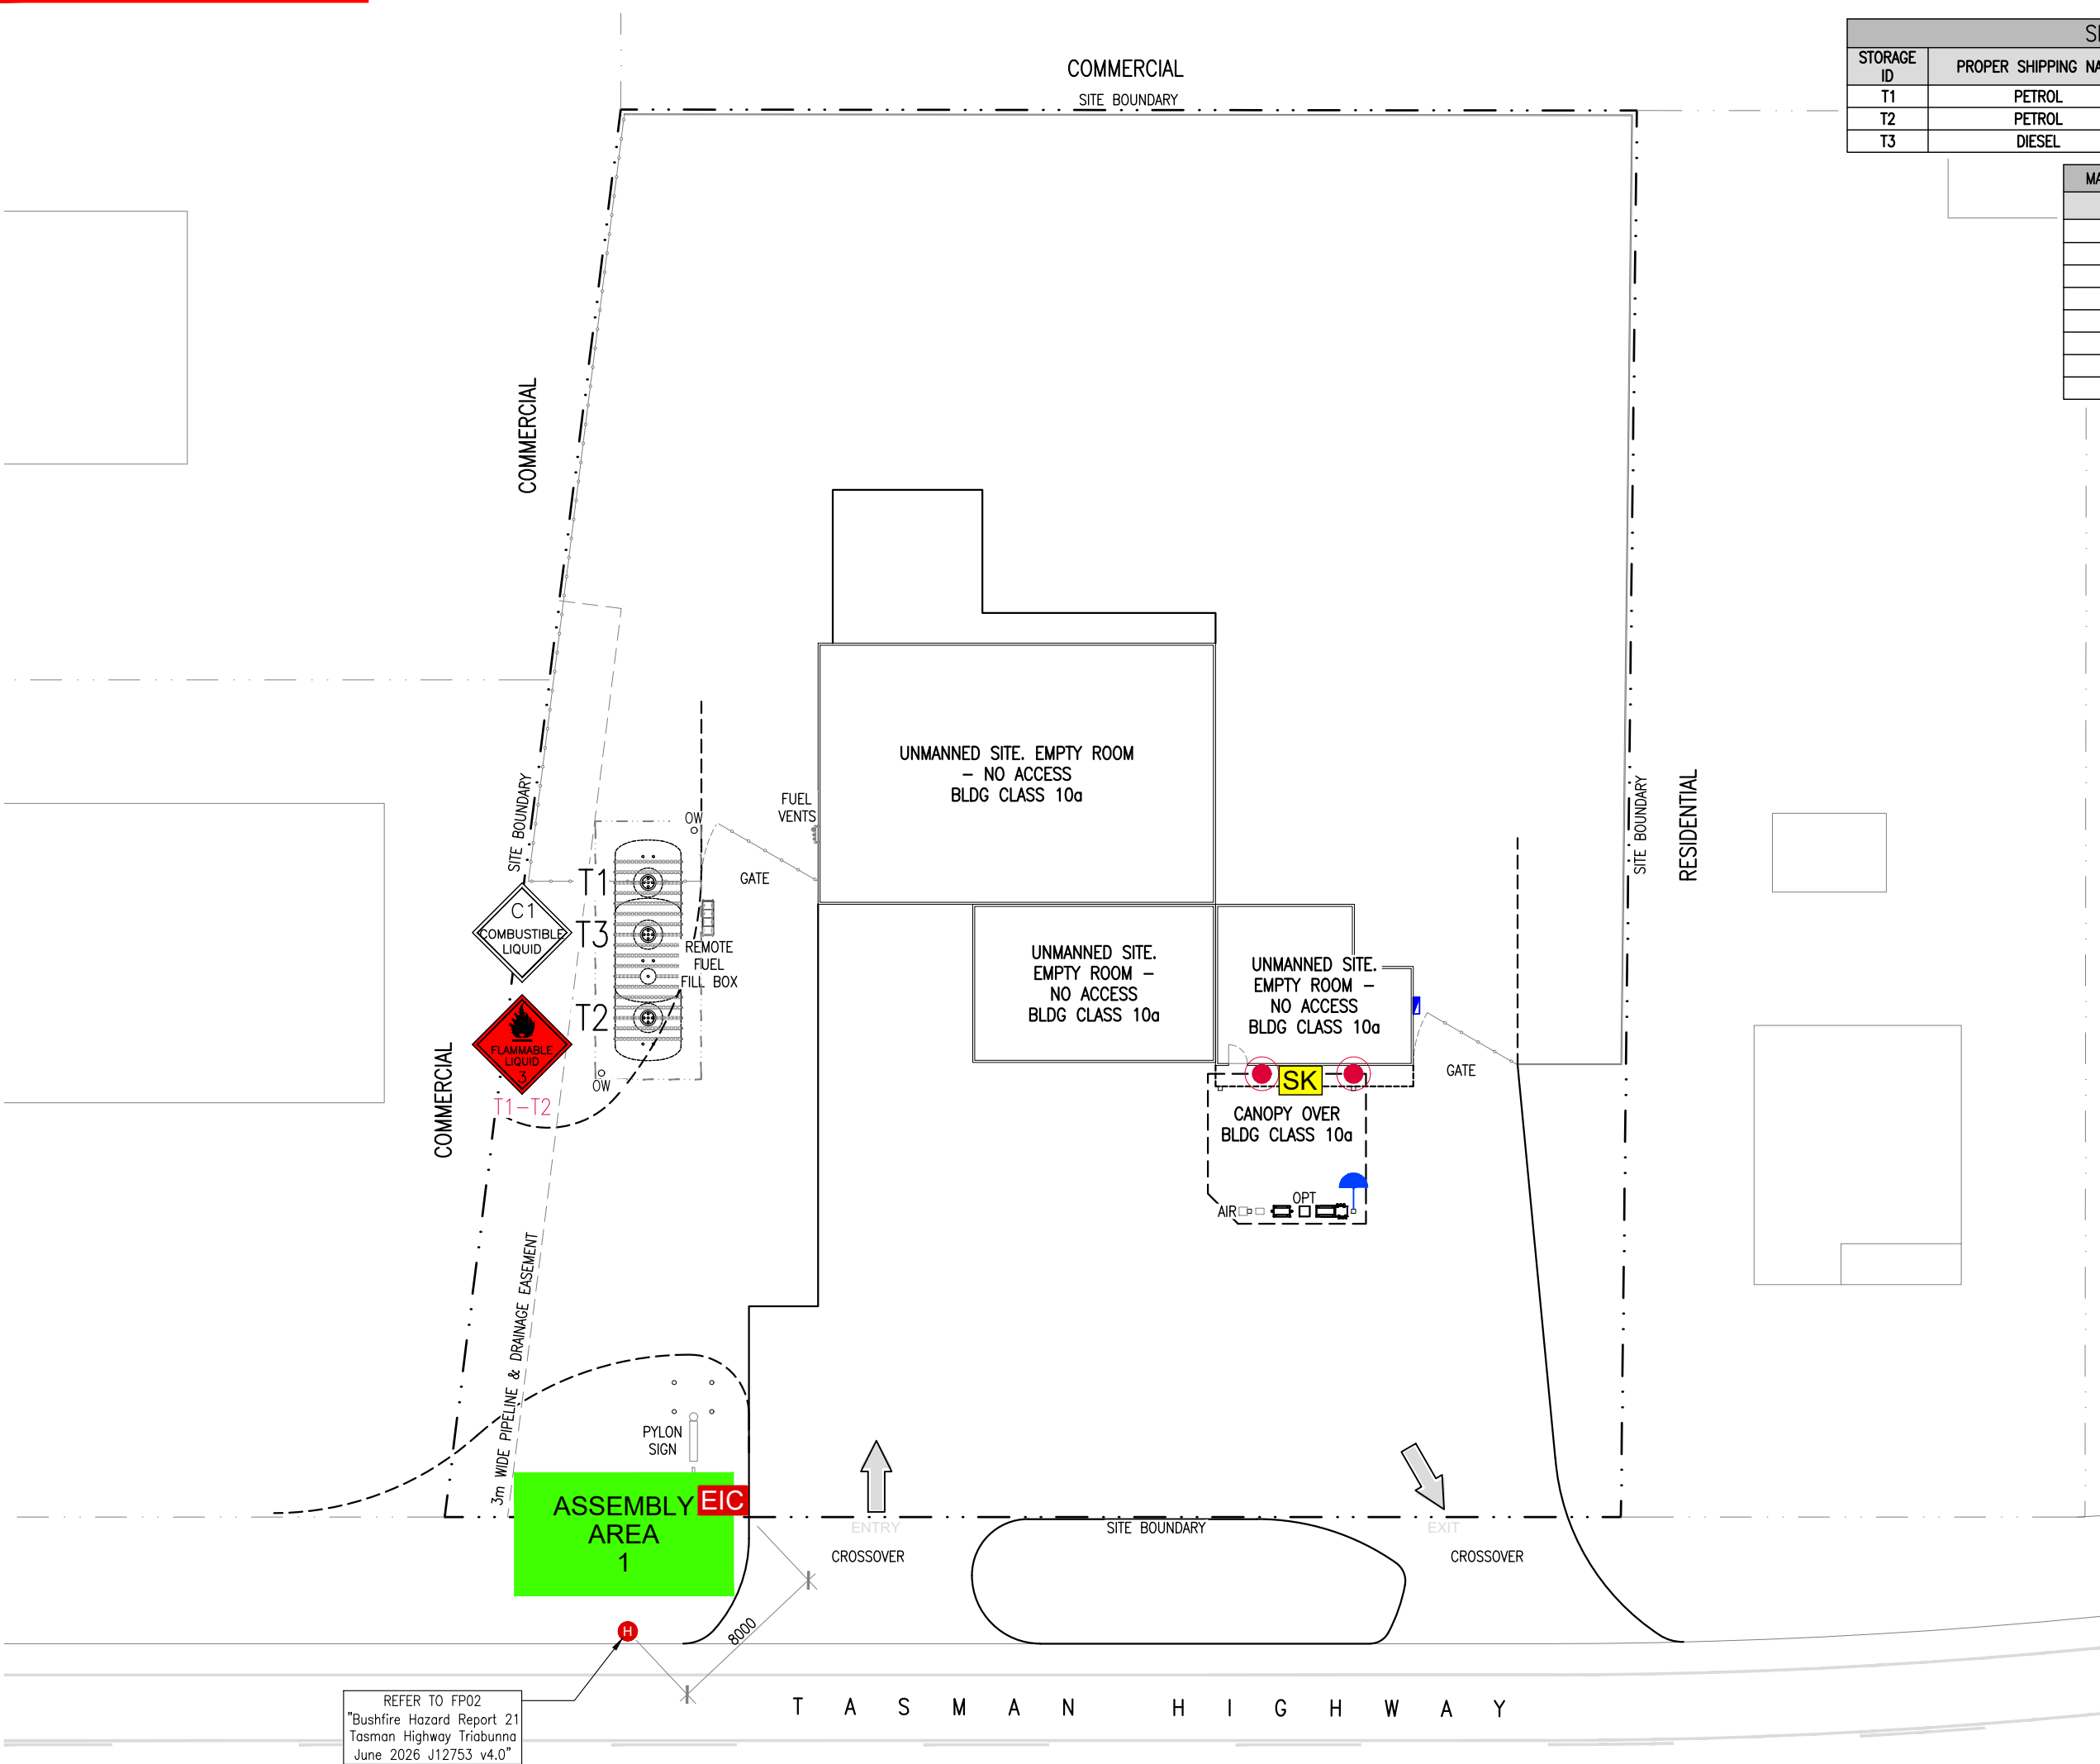 COMMERCIAL
SITE BOUNDARY
STORAGE
ID
PROPER SHIPPING
T1
PETROL
T2
PETROL
T3
DIESEL
COMMERCIAL
UNMANNED SITE. EMPTY ROOM
- NO ACCESS
BLDG CLASS 10a
FUEL
VENTS
OW
SITE BOUNDARY
SITE BOUNDARY
RESIDENTIAL
GATE
T1
C1
COMBUSTIBLE
LIQUID
T3
REMOTE
FUEL
FILL BOX
UNMANNED SITE.
EMPTY ROOM -
NO ACCESS
BLDG CLASS 10a
UNMANNED SITE.
EMPTY ROOM -
NO ACCESS
BLDG CLASS 10a
T2
FLAMMABLE
LIQUID
3
T1-T2
OW
GATE
SK
COMMERCIAL
CANOPY OVER
BLDG CLASS 10a
OPT
AIR
3m WIDE PIPELINE & DRAINAGE EASEMENT
PYLON
SIGN
ASSEMBLY
AREA
1
EIC
ENTRY
SITE BOUNDARY
EXIT
CROSSOVER
CROSSOVER
8000
H
REFER TO FP02
"Bushfire Hazard Report 21
Tasman Highway Triabunna
June 2026 J12753 v4.0"
TASMAN HIGHWAY